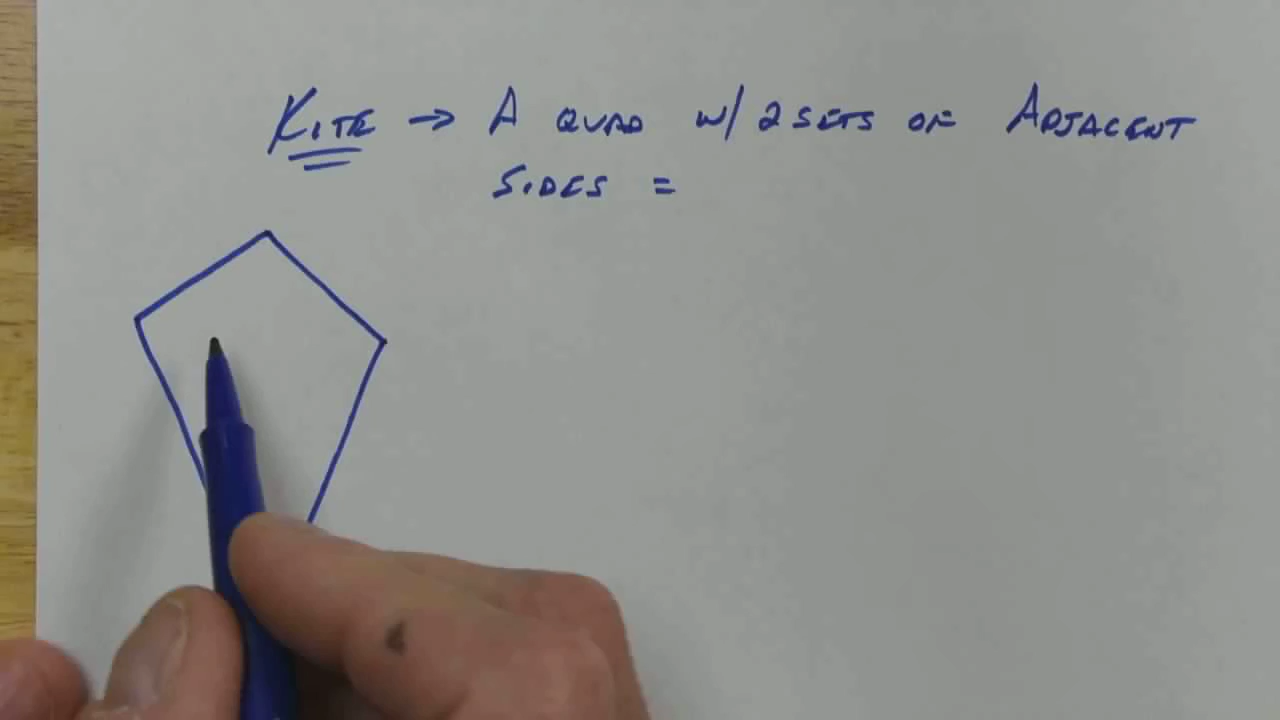 KITE → A QUAD W/ 2 SETS OF ADJACENT
SIDES =